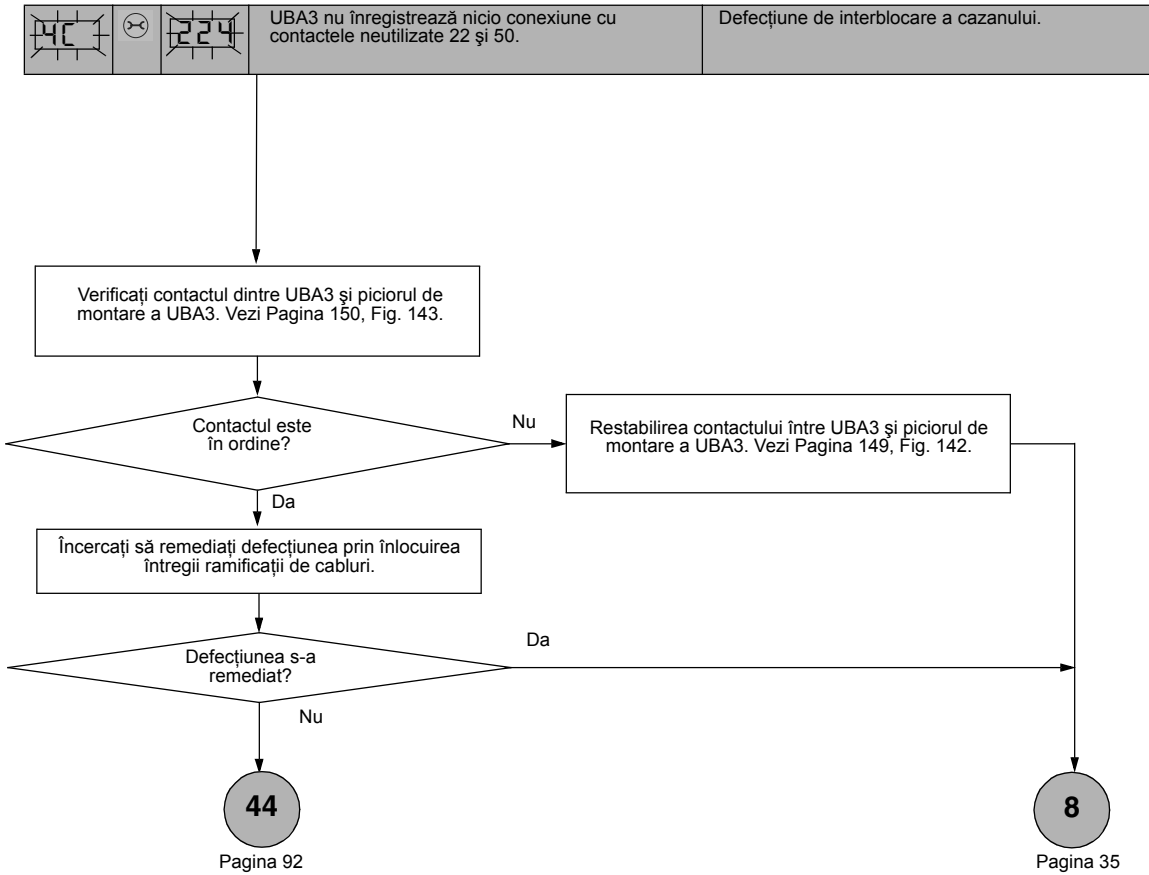 4C
224
UBA3 nu înregistrează nicio conexiune cu
contactele neutilizate 22 şi 50.
Defecțiune de interblocare a cazanului.
Verificați contactul dintre UBA3 şi piciorul de
montare a UBA3. Vezi Pagina 150, Fig. 143.
Contactul este
în ordine?
Nu
Restabilirea contactului între UBA3 şi piciorul de
montare a UBA3. Vezi Pagina 149, Fig. 142.
Da
Încercați să remediați defecțiunea prin înlocuirea
întregii ramificații de cabluri.
Defecțiunea s-a
remediat?
Da
Nu
44
Pagina 92
8
Pagina 35